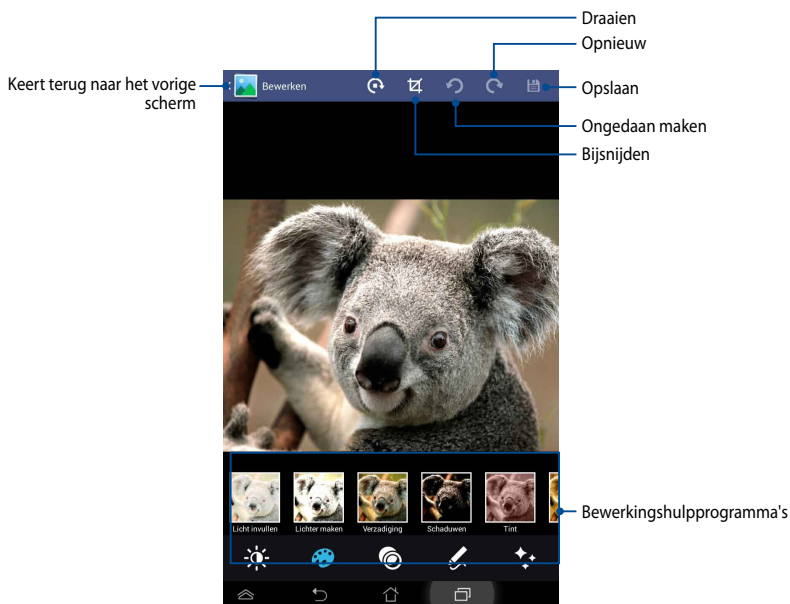 Draaien
Opnieuw
Keert terug naar het vorige
scherm
Bewerken
Opslaan
Ongedaan maken
Bijsnijden
Licht invullen
Lichter maken
Verzadiging
Schaduwen
Tint
Bewerkingshulpprogramma's